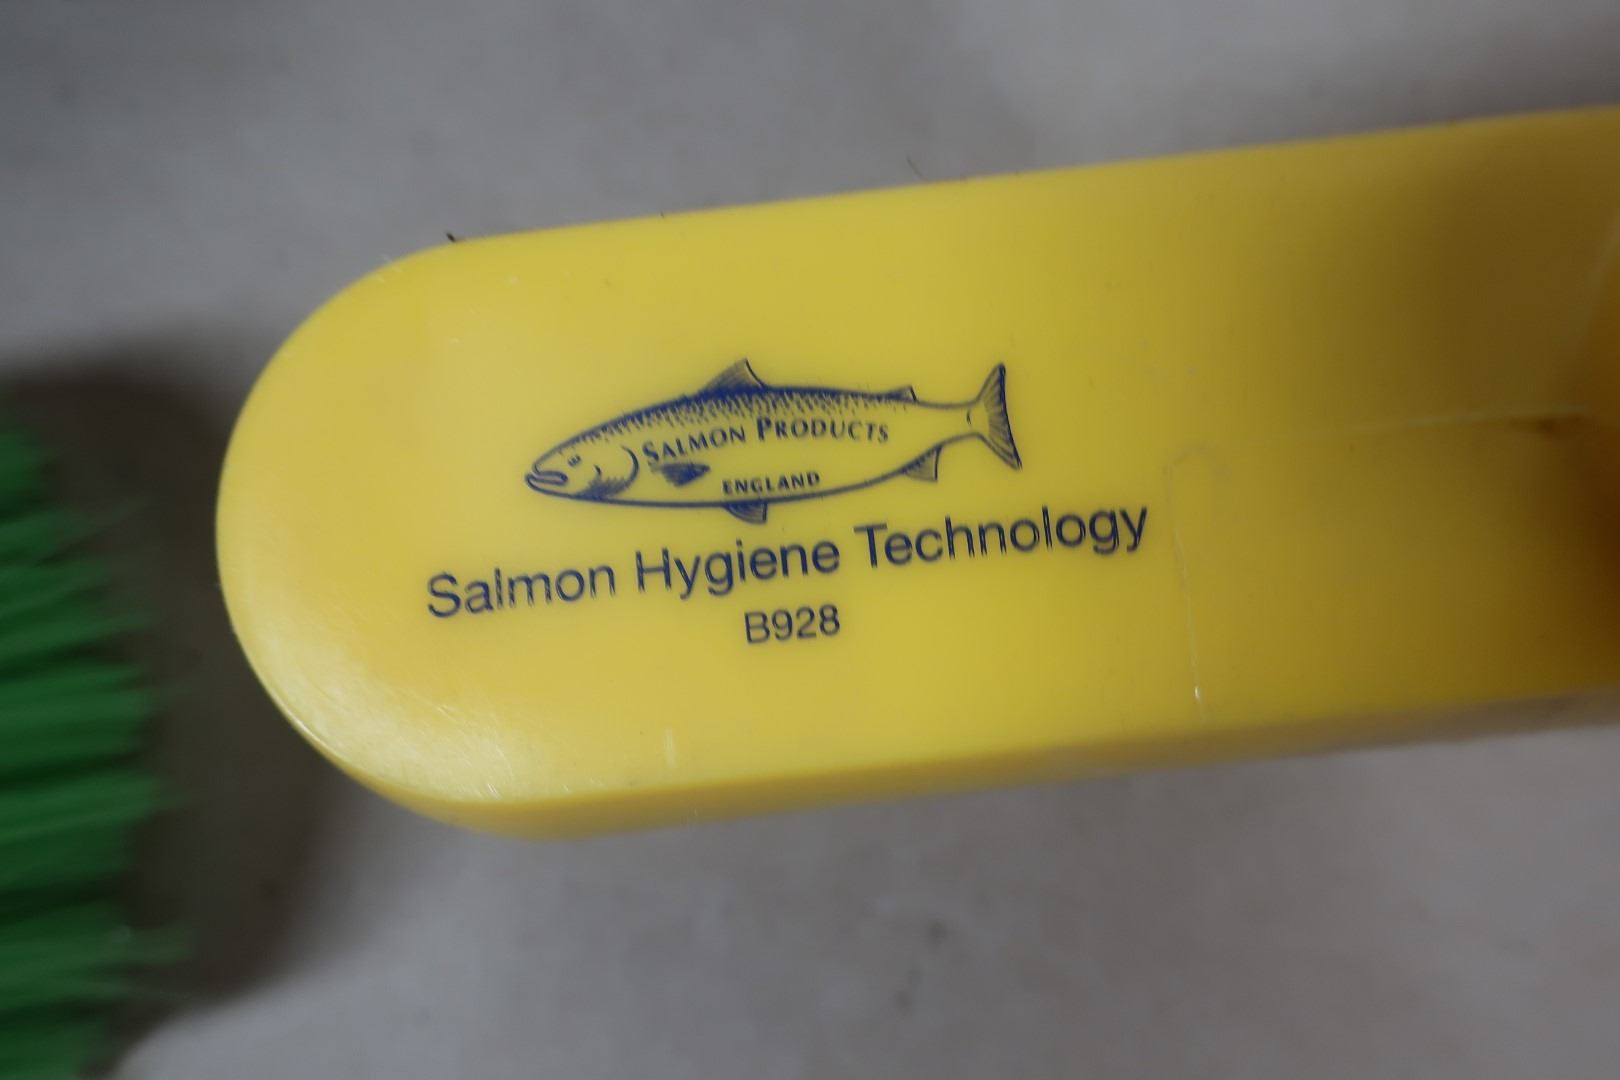 SALMON PRODUCTS
ENGLAND
Salmon Hygiene Technology
B928